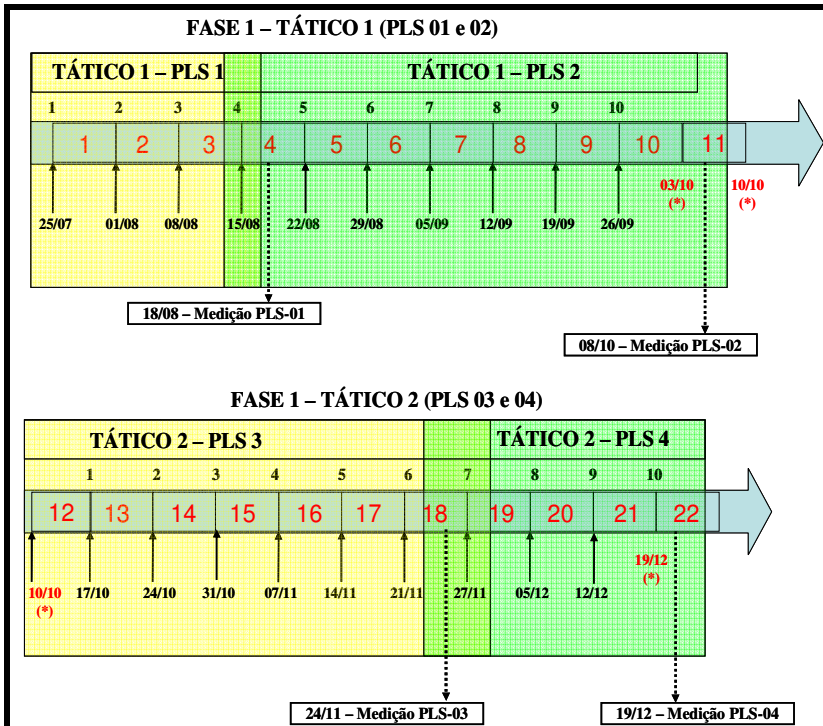 FASE 1 – TÁTICO 1 (PLS 01 e 02)
TÁTICO 1 – PLS 1 TÁTICO 1 – PLS 2
1 2 3 4 5 6 7 8 9 10
1 2 3 4 5 6 7 8 9 10 11
25/07 01/08 08/08 15/08 22/08 29/08 05/09 12/09 19/09 26/09 03/10 10/10
(*) (*)
18/08 – Medição PLS-01
08/10 – Medição PLS-02
FASE 1 – TÁTICO 2 (PLS 03 e 04)
TÁTICO 2 – PLS 3 TÁTICO 2 – PLS 4
1 2 3 4 5 6 7 8 9 10
12 13 14 15 16 17 18 19 20 21 22
10/10 17/10 24/10 31/10 07/11 14/11 21/11 27/11 05/12 12/12 19/12
(*) (*)
24/11 – Medição PLS-03 19/12 – Medição PLS-04